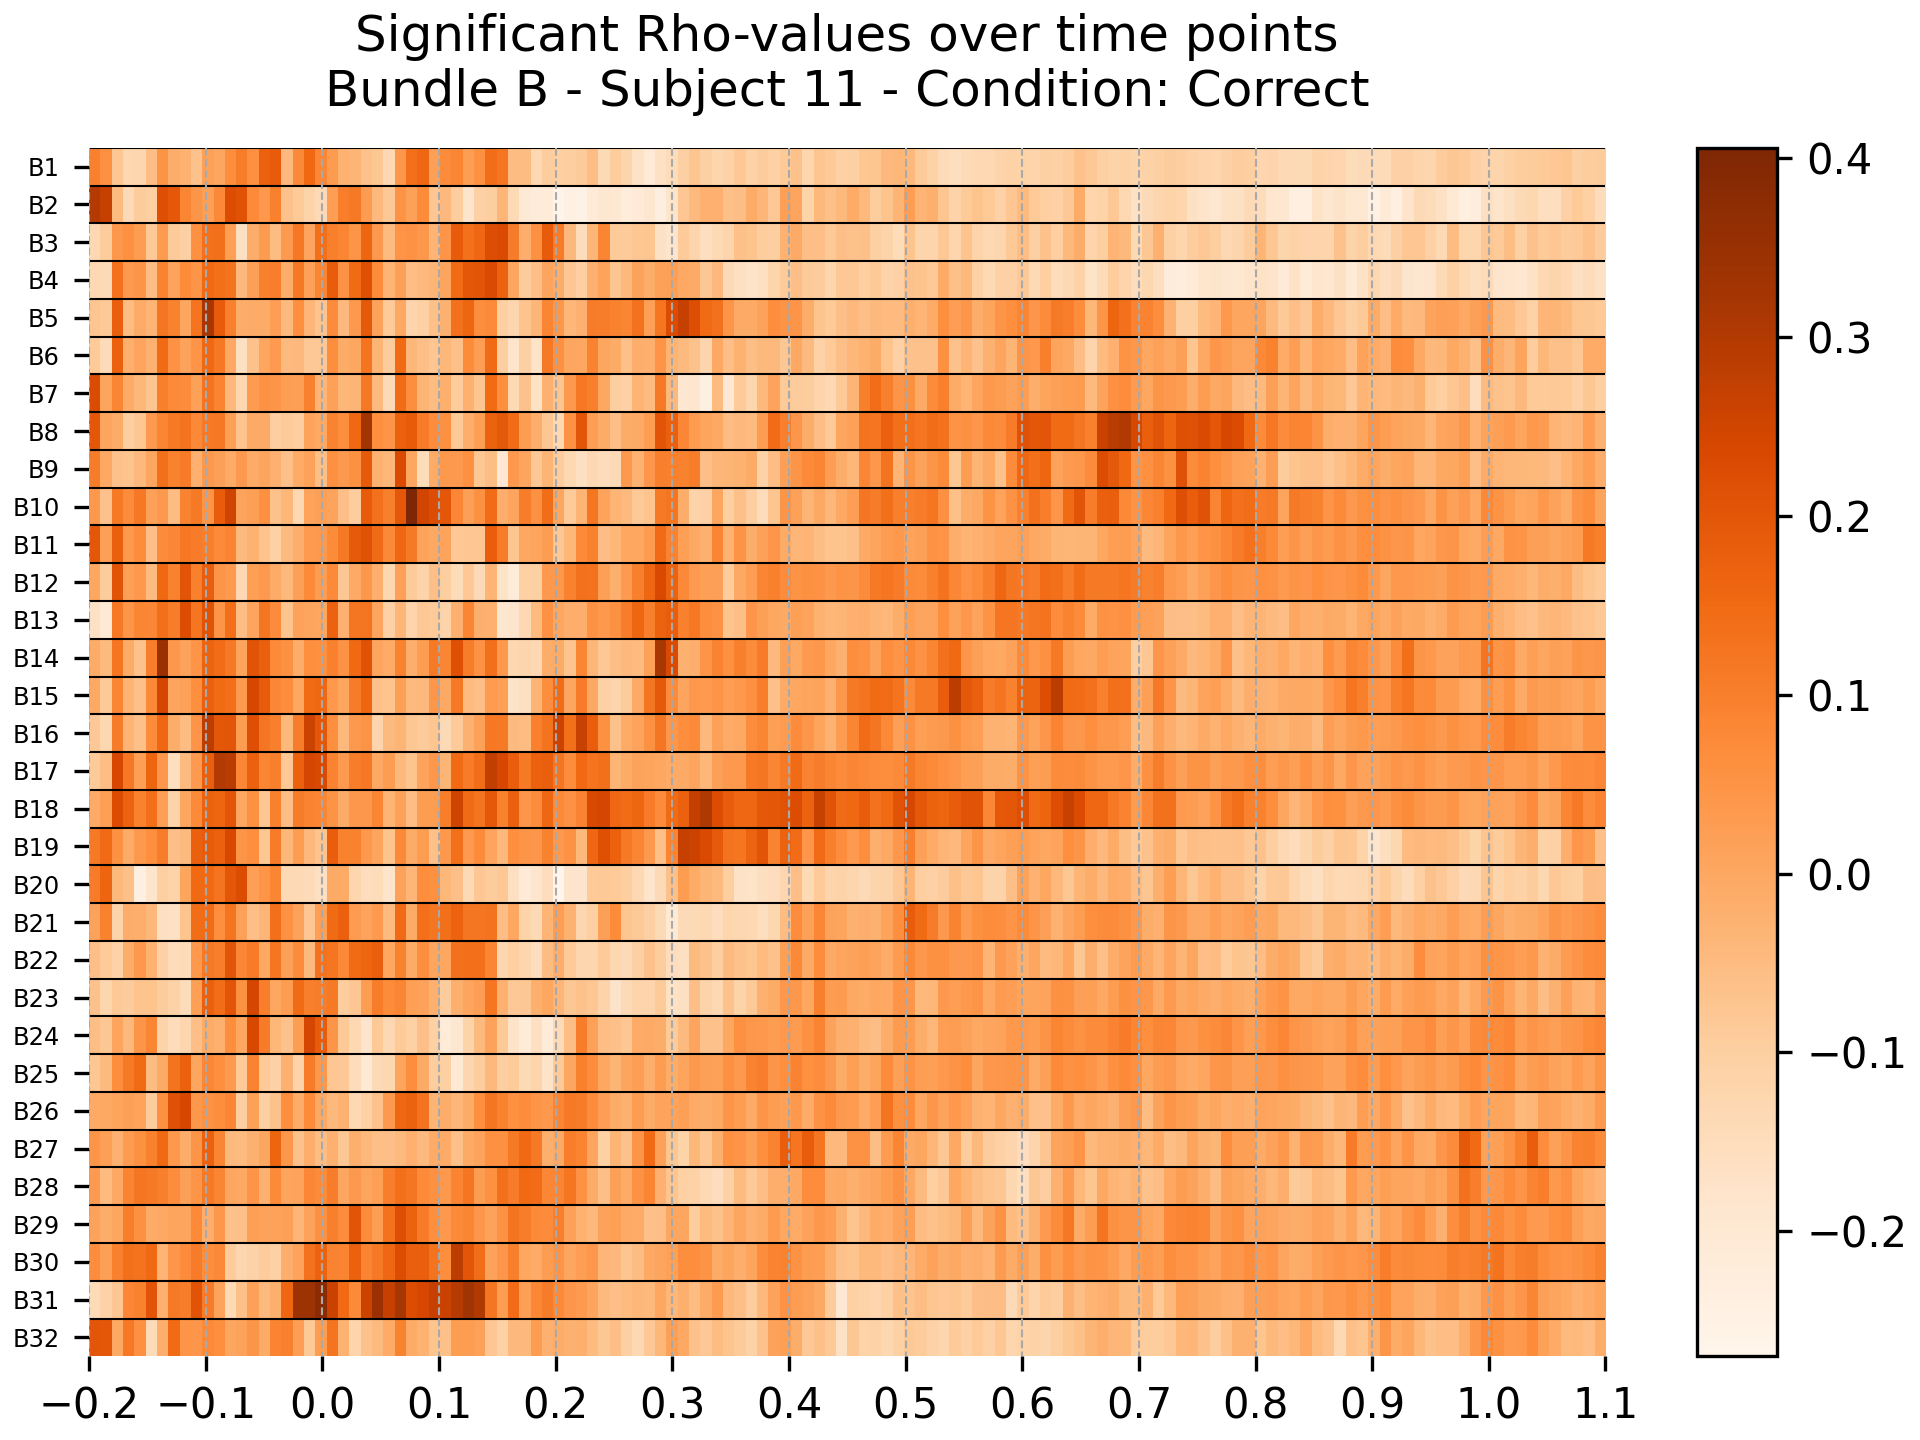 Significant Rho-values over time points
Bundle B - Subject 11 - Condition: Correct
B1
B2
B3
B4
B5
B6
B7
B8
B9
B10
B11
B12
B13
B14
B15
B16
B17
B18
B19
B20
B21
B22
B23
B24
B25
B26
B27
B28
B29
B30
B31
B32
−0.2 −0.1 0.0 0.1 0.2 0.3 0.4 0.5 0.6 0.7 0.8 0.9 1.0 1.1
0.4
0.3
0.2
0.1
0.0
−0.1
−0.2